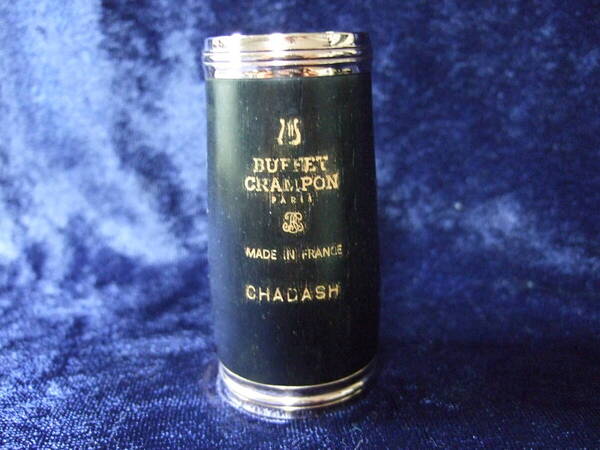 BUFFET
CRAMPON
PARIS
MADE IN FRANCE
CHADASH